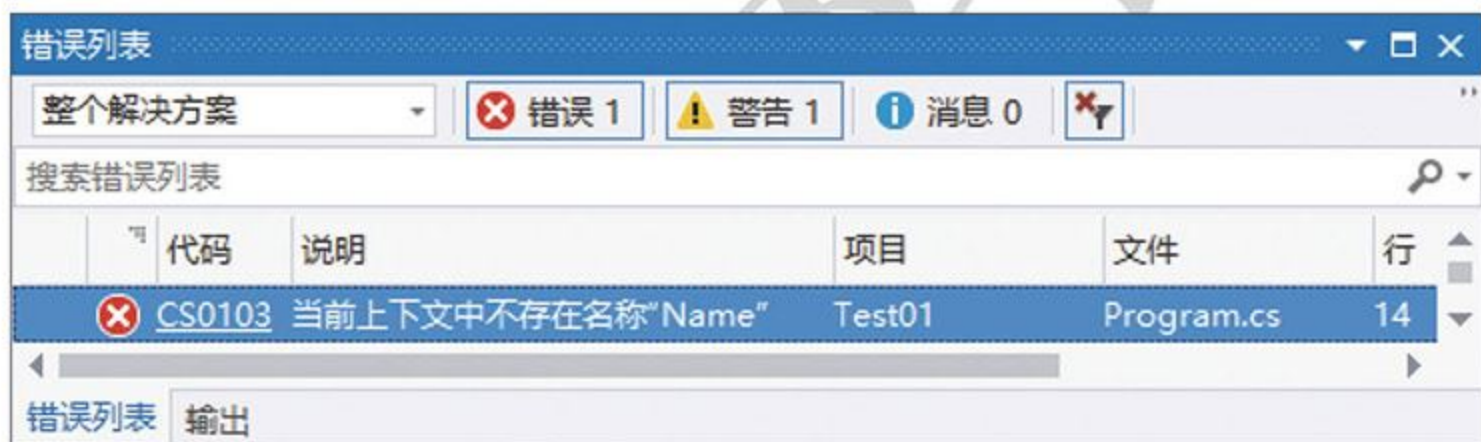 错误列表
整个解决方案 错误 1 警告 1 消息 0
搜索错误列表
代码 说明 项目 文件 行
CS0103 当前上下文中不存在名称"Name" Test01 Program.cs 14
错误列表 输出